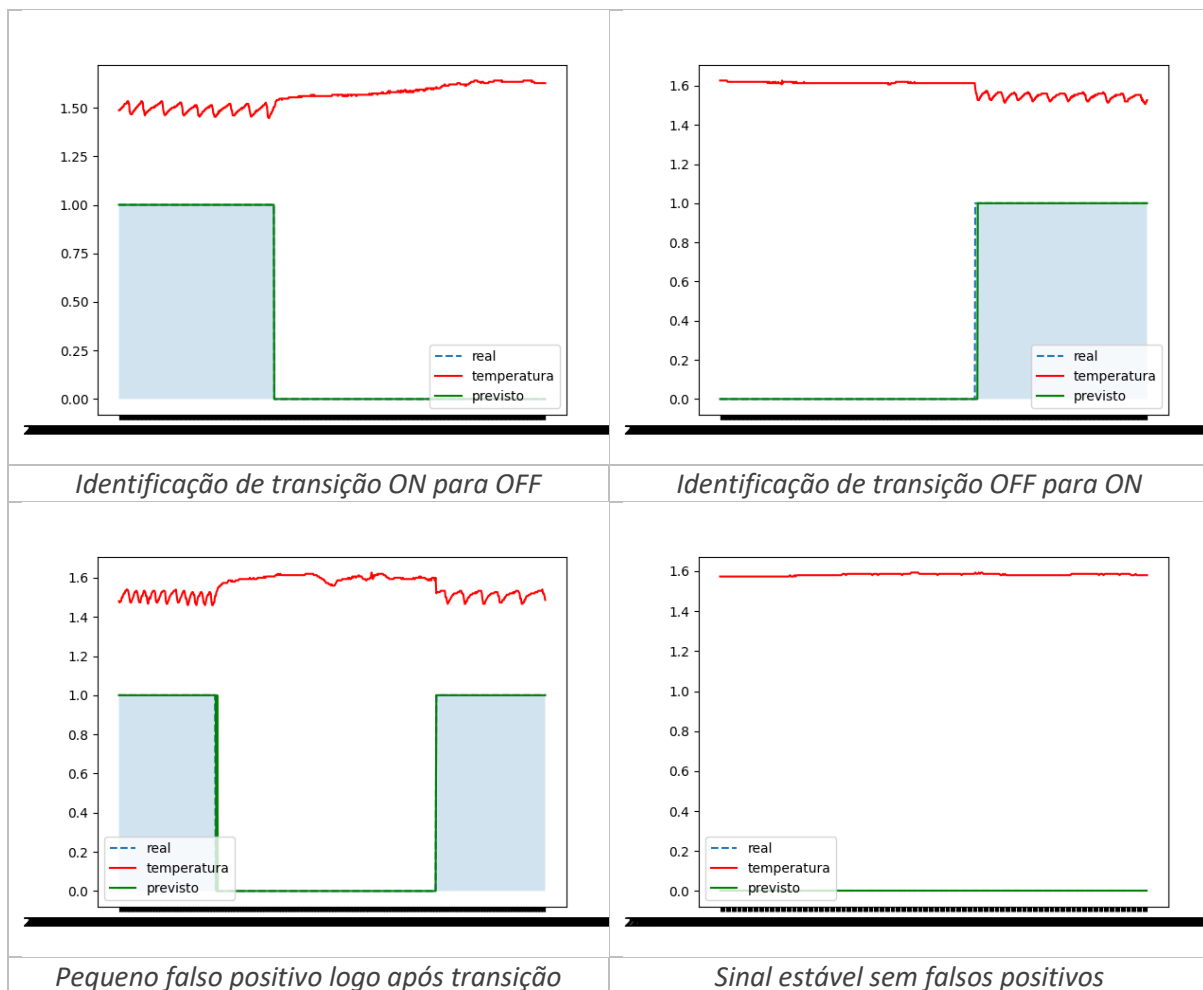 1.50
1.25
1.00
0.75
0.50
0.25
0.00
real
temperatura
previsto
1.6
1.4
1.2
1.0
0.8
0.6
0.4
0.2
0.0
real
temperatura
previsto
Identificação de transição ON para OFF
Identificação de transição OFF para ON
1.6
1.4
1.2
1.0
0.8
0.6
0.4
0.2
0.0
real
temperatura
previsto
1.6
1.4
1.2
1.0
0.8
0.6
0.4
0.2
0.0
real
temperatura
previsto
Pequeno falso positivo logo após transição
Sinal estável sem falsos positivos